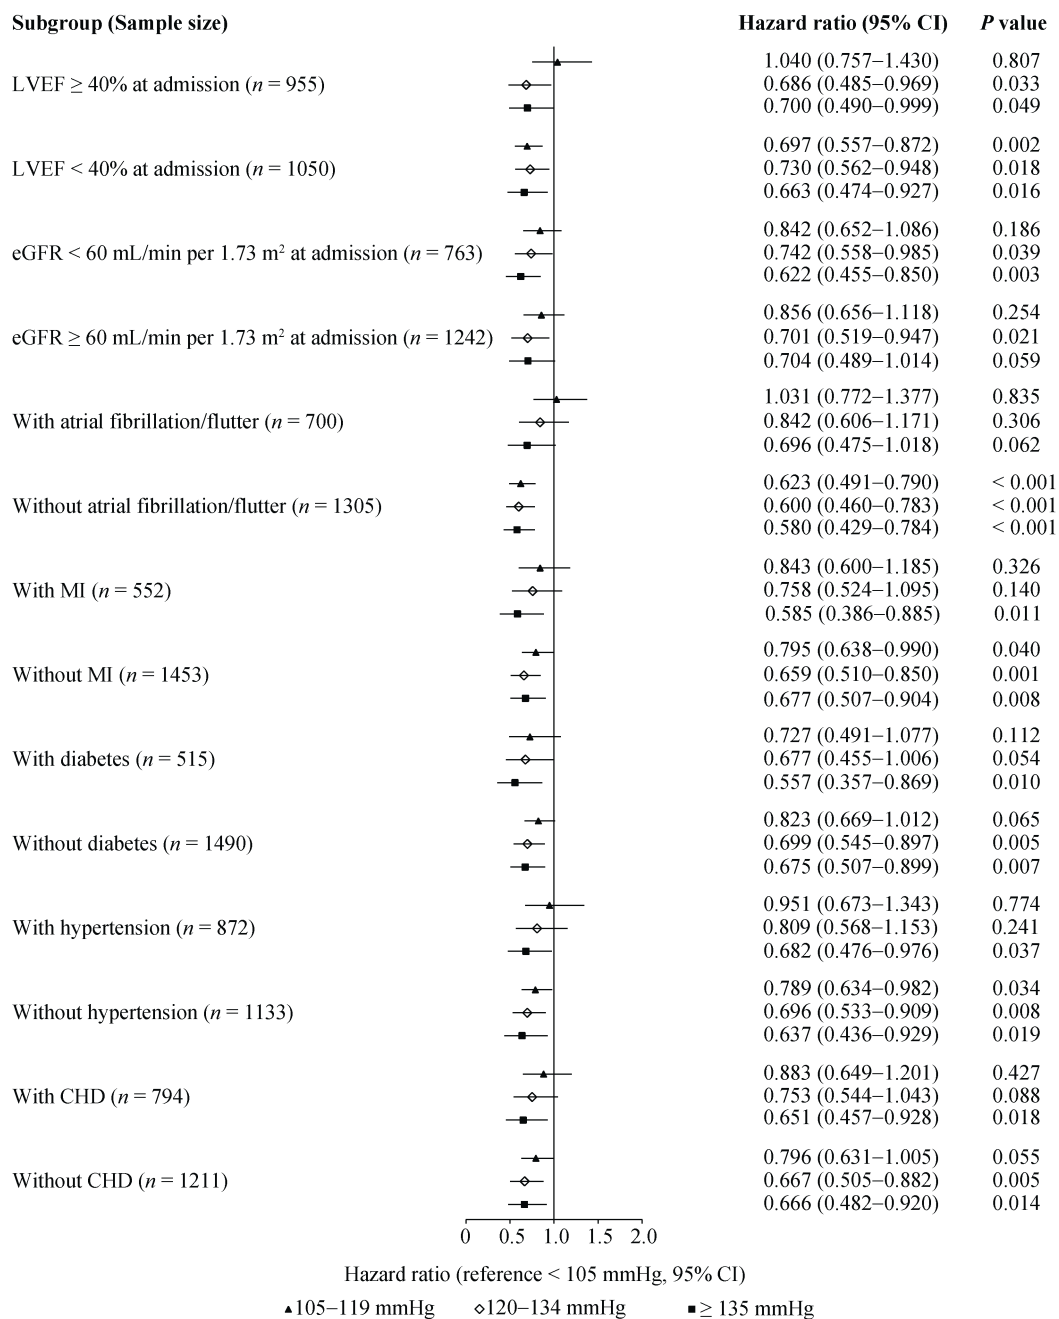 Subgroup (Sample size) Hazard ratio (95% CI) P value
1.040 (0.757−1.430) 0.807
LVEF ≥ 40% at admission (n = 955) 0.686 (0.485−0.969) 0.033
0.700 (0.490−0.999) 0.049
0.697 (0.557−0.872) 0.002
LVEF < 40% at admission (n = 1050) 0.730 (0.562−0.948) 0.018
0.663 (0.474−0.927) 0.016
0.842 (0.652−1.086) 0.186
eGFR < 60 mL/min per 1.73 m² at admission (n = 763) 0.742 (0.558−0.985) 0.039
0.622 (0.455−0.850) 0.003
0.856 (0.656−1.118) 0.254
eGFR ≥ 60 mL/min per 1.73 m² at admission (n = 1242) 0.701 (0.519−0.947) 0.021
0.704 (0.489−1.014) 0.059
1.031 (0.772−1.377) 0.835
With atrial fibrillation/flutter (n = 700) 0.842 (0.606−1.171) 0.306
0.696 (0.475−1.018) 0.062
0.623 (0.491−0.790) < 0.001
Without atrial fibrillation/flutter (n = 1305) 0.600 (0.460−0.783) < 0.001
0.580 (0.429−0.784) < 0.001
0.843 (0.600−1.185) 0.326
With MI (n = 552) 0.758 (0.524−1.095) 0.140
0.585 (0.386−0.885) 0.011
0.795 (0.638−0.990) 0.040
Without MI (n = 1453) 0.659 (0.510−0.850) 0.001
0.677 (0.507−0.904) 0.008
0.727 (0.491−1.077) 0.112
With diabetes (n = 515) 0.677 (0.455−1.006) 0.054
0.557 (0.357−0.869) 0.010
0.823 (0.669−1.012) 0.065
Without diabetes (n = 1490) 0.699 (0.545−0.897) 0.005
0.675 (0.507−0.899) 0.007
0.951 (0.673−1.343) 0.774
With hypertension (n = 872) 0.809 (0.568−1.153) 0.241
0.682 (0.476−0.976) 0.037
0.789 (0.634−0.982) 0.034
Without hypertension (n = 1133) 0.696 (0.533−0.909) 0.008
0.637 (0.436−0.929) 0.019
0.883 (0.649−1.201) 0.427
With CHD (n = 794) 0.753 (0.544−1.043) 0.088
0.651 (0.457−0.928) 0.018
0.796 (0.631−1.005) 0.055
Without CHD (n = 1211) 0.667 (0.505−0.882) 0.005
0.666 (0.482−0.920) 0.014
0 0.5 1.0 1.5 2.0
Hazard ratio (reference < 105 mmHg, 95% CI)
105−119 mmHg 120−134 mmHg ≥ 135 mmHg